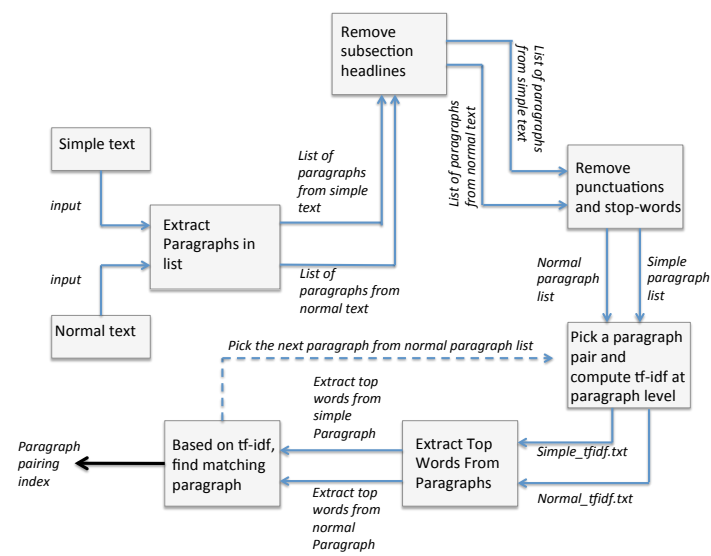 Remove
subsection
headlines
List of paragraphs
from simple text
List of paragraphs
from normal text
Simple text
input
List of
paragraphs
from simple
text
Extract
Paragraphs in
list
Remove
punctuations
and stop-words
input
List of
paragraphs from
normal text
Normal text
Normal
paragraph
list
Simple
paragraph
list
Pick a paragraph
pair and
compute tf-idf at
paragraph level
Pick the next paragraph from normal paragraph list
Extract top
words from
simple
Paragraph
Simple_tfidf.txt
Normal_tfidf.txt
Extract Top
Words From
Paragraphs
Based on tf-idf,
find matching
paragraph
Extract top
words from
normal
Paragraph
Paragraph
pairing
index